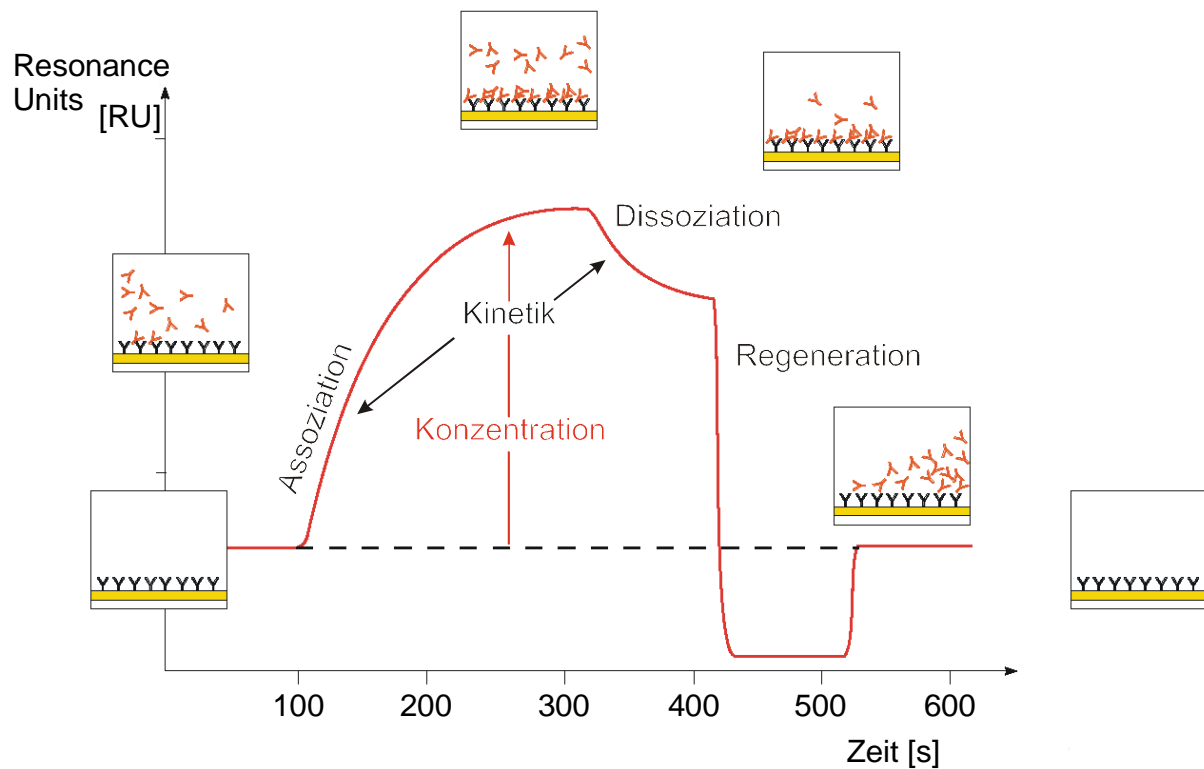 Resonance
Units
[RU]
Dissoziation
Kinetik
Regeneration
Assoziation
Konzentration
100
200
300
400
500
600
Zeit [s]